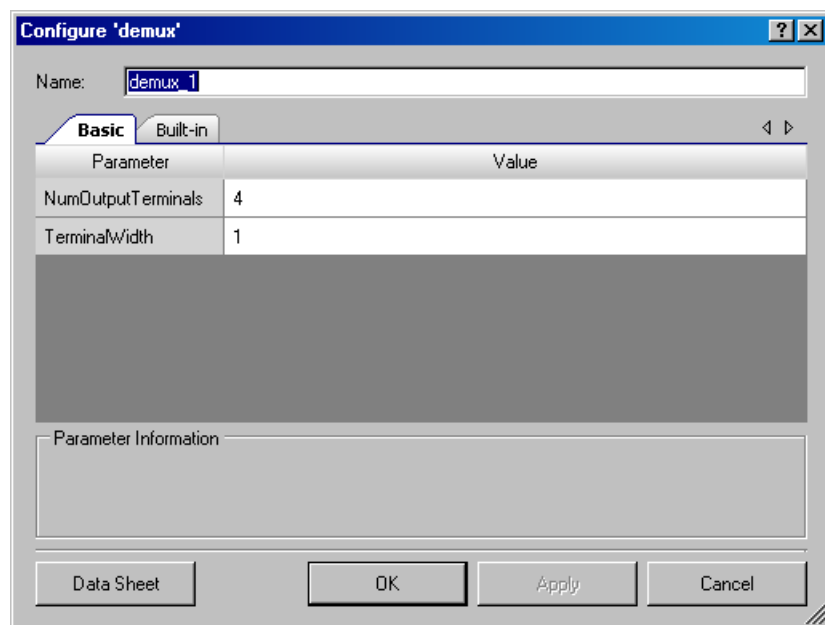 Configure 'demux'
Name: demux_1
Basic Built-in
Parameter Value
NumOutputTerminals 4
TerminalWidth 1
Parameter Information
Data Sheet OK Apply Cancel